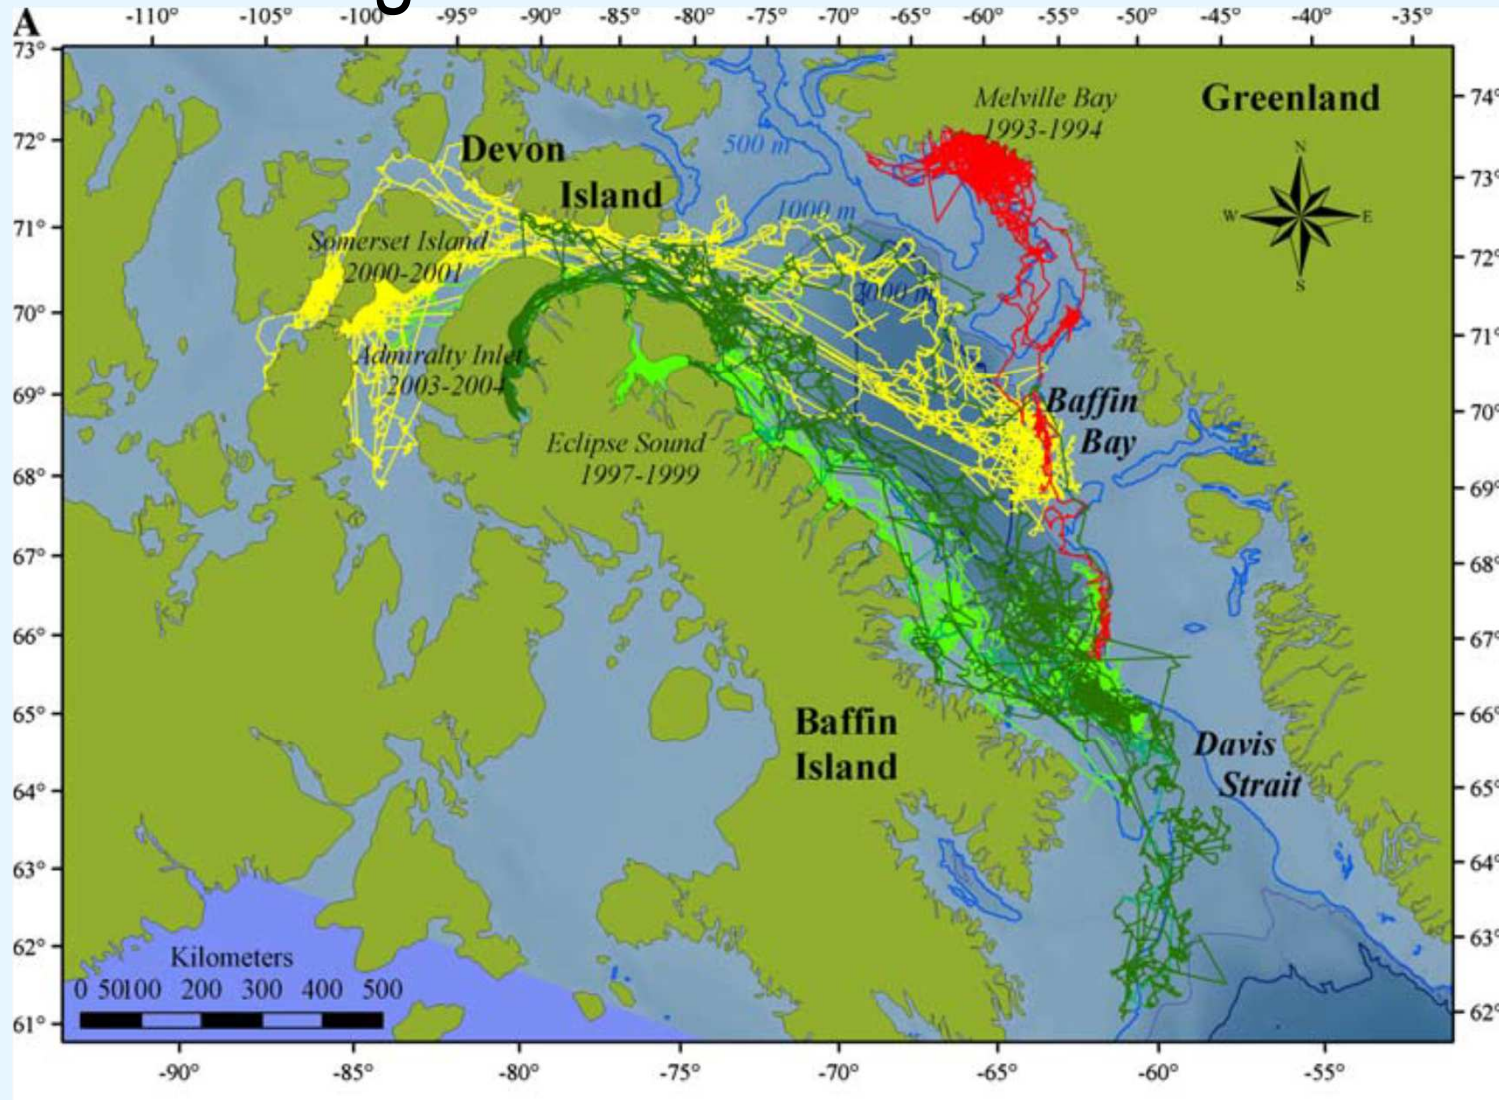 A
-110° -105° -100° -95° -90° -85° -80° -75° -70° -65° -60° -55° -50° -45° -40° -35°
73°
72°
71°
70°
69°
68°
67°
66°
65°
64°
63°
62°
61°
74°
73°
72°
71°
70°
69°
68°
67°
66°
65°
64°
63°
62°
Melville Bay
1993-1994
Greenland
N
W E
S
500 m
Devon
Island
1000 m
Somerset Island
2000-2001
Admiralty Inlet
2003-2004
Baffin
Bay
Eclipse Sound
1997-1999
Baffin
Island
Davis
Strait
Kilometers
0 50100 200 300 400 500
-90° -85° -80° -75° -70° -65° -60° -55°